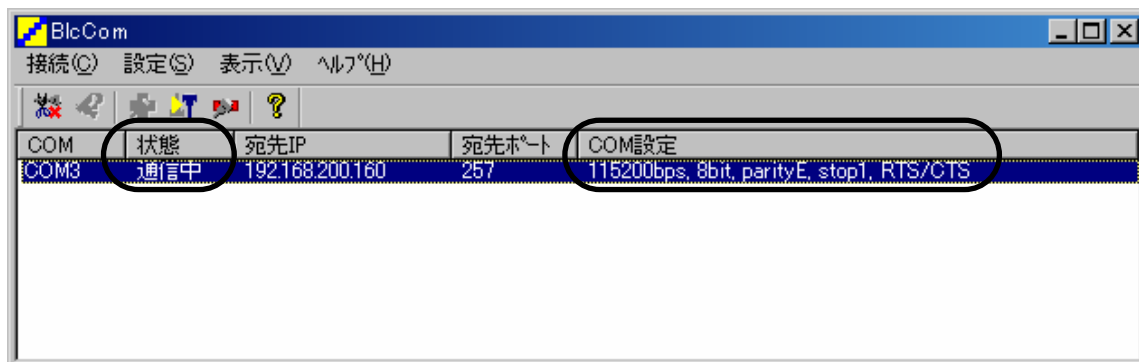 BlcCom
接続(C) 設定(S) 表示(V) ﾍﾙﾌﾟ(H)
COM 状態 宛先IP 宛先ﾎﾟｰﾄ COM設定
COM3 通信中 192.168.200.160 257 115200bps, 8bit, parityE, stop1, RTS/CTS